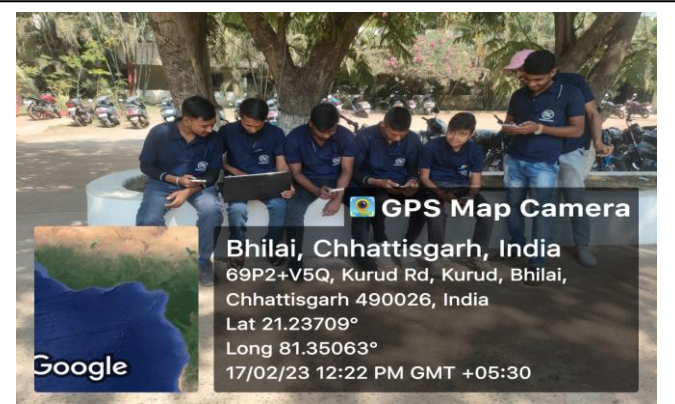 GPS Map Camera
Bhilai, Chhattisgarh, India
69P2+V5Q, Kurud Rd, Kurud, Bhilai,
Chhattisgarh 490026, India
Lat 21.23709°
Long 81.35063°
17/02/23 12:22 PM GMT +05:30
Google